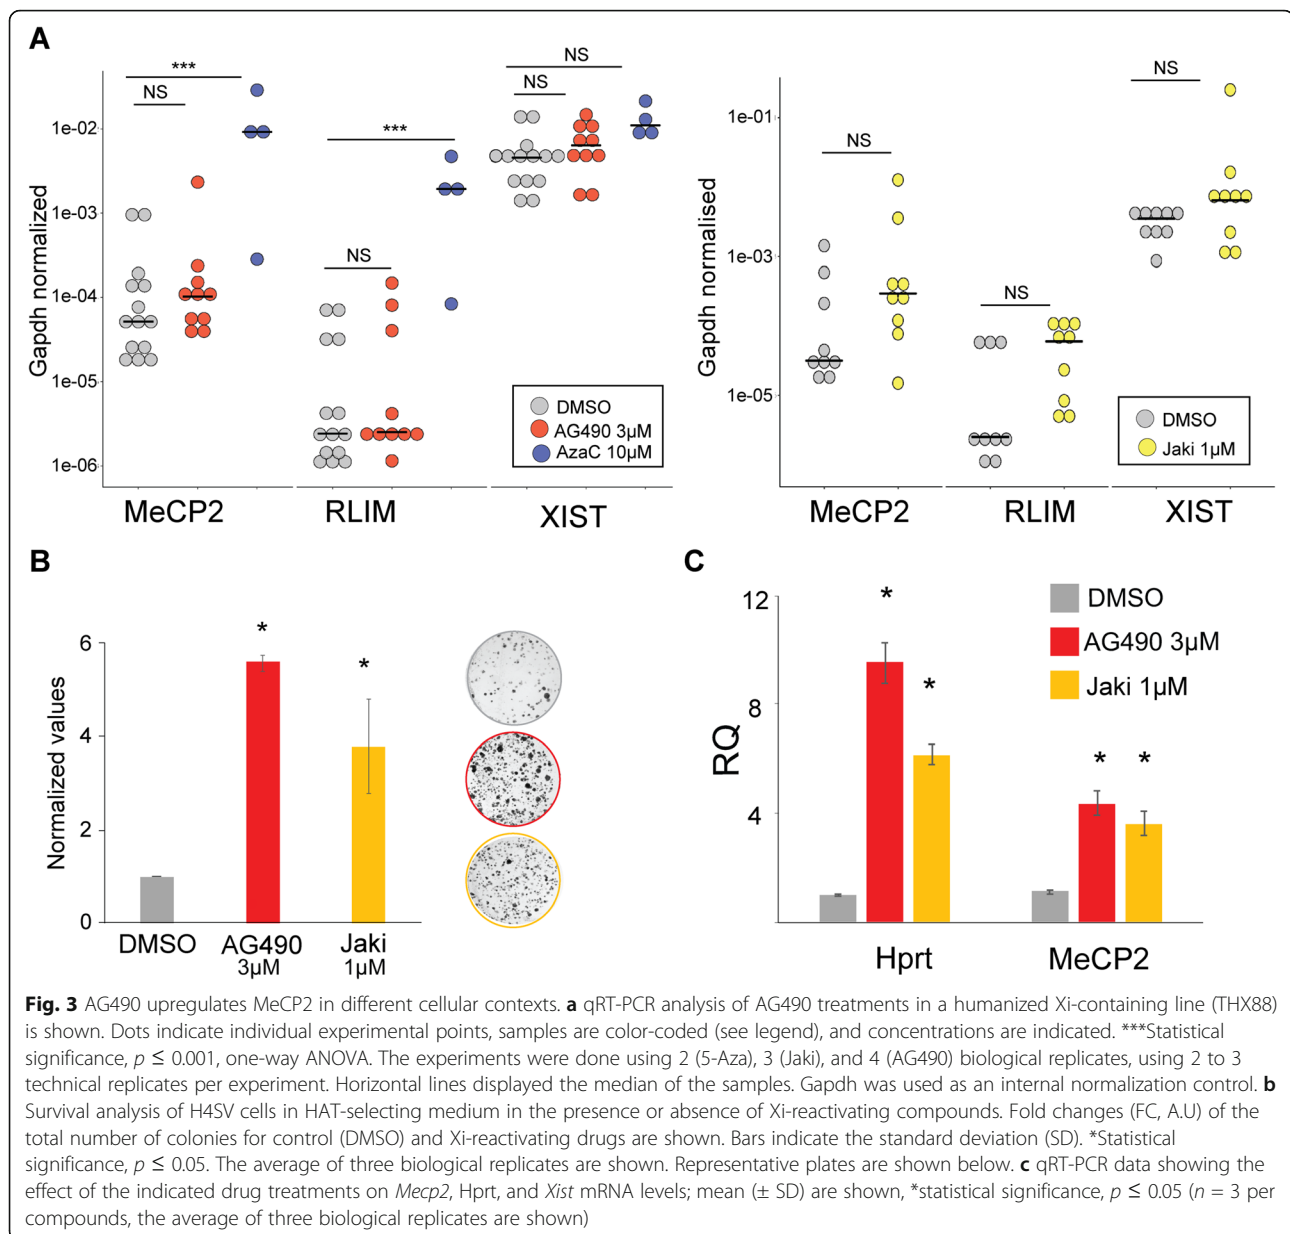 A
***
NS
***
NS
NS
NS
1e-02
1e-03
1e-04
1e-05
1e-06
Gapdh normalized
DMSO
AG490 3µM
AzaC 10µM
MeCP2
RLIM
XIST
NS
NS
NS
1e-01
1e-03
1e-05
Gapdh normalised
DMSO
Jaki 1µM
MeCP2
RLIM
XIST
B
6
4
2
0
Normalized values
*
*
DMSO
AG490
3µM
Jaki
1µM
C
12
8
4
RQ
*
*
*
*
DMSO
AG490 3µM
Jaki 1µM
Hprt
MeCP2
Fig. 3 AG490 upregulates MeCP2 in different cellular contexts. a qRT-PCR analysis of AG490 treatments in a humanized Xi-containing line (THX88)
is shown. Dots indicate individual experimental points, samples are color-coded (see legend), and concentrations are indicated. ***Statistical
significance, p ≤ 0.001, one-way ANOVA. The experiments were done using 2 (5-Aza), 3 (Jaki), and 4 (AG490) biological replicates, using 2 to 3
technical replicates per experiment. Horizontal lines displayed the median of the samples. Gapdh was used as an internal normalization control. b
Survival analysis of H4SV cells in HAT-selecting medium in the presence or absence of Xi-reactivating compounds. Fold changes (FC, A.U) of the
total number of colonies for control (DMSO) and Xi-reactivating drugs are shown. Bars indicate the standard deviation (SD). *Statistical
significance, p ≤ 0.05. The average of three biological replicates are shown. Representative plates are shown below. c qRT-PCR data showing the
effect of the indicated drug treatments on Mecp2, Hprt, and Xist mRNA levels; mean (± SD) are shown, *statistical significance, p ≤ 0.05 (n = 3 per
compounds, the average of three biological replicates are shown)